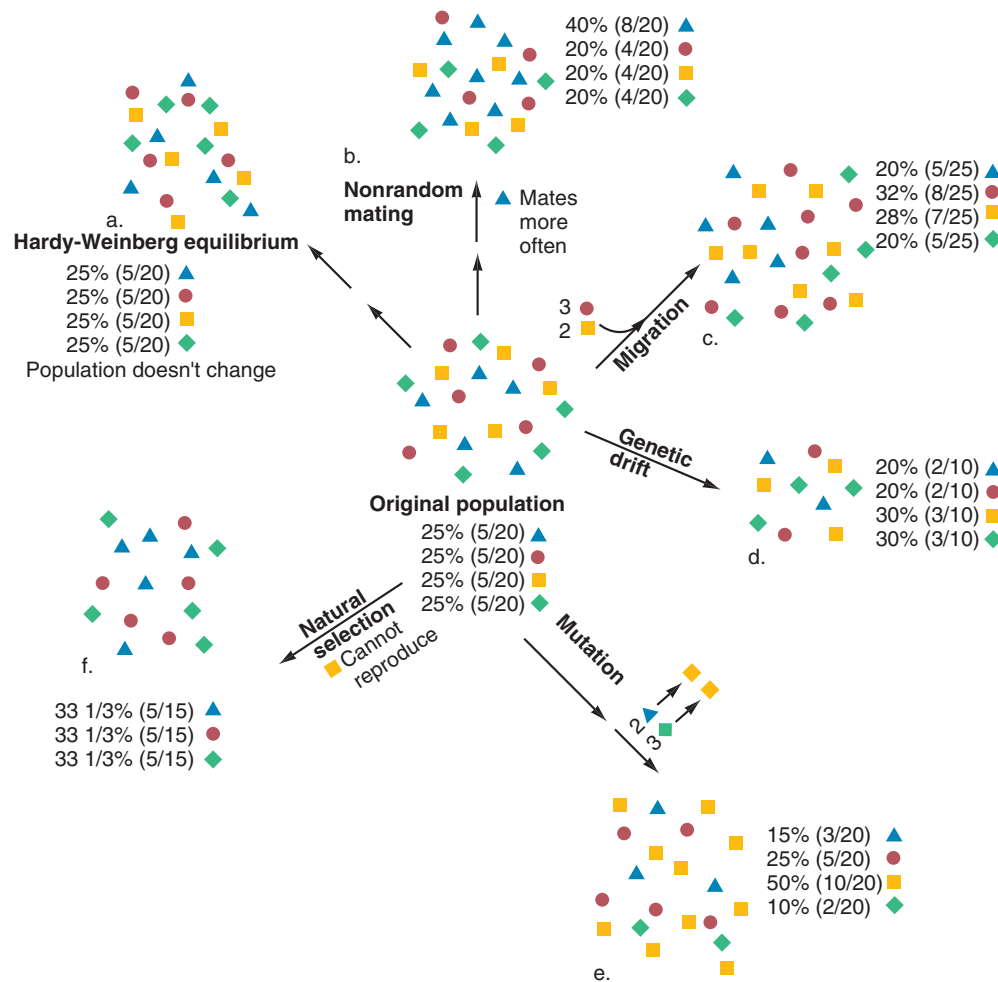 40% (8/20)
20% (4/20)
20% (4/20)
20% (4/20)
b.
Nonrandom
mating
Mates
more
often
a.
Hardy-Weinberg equilibrium
25% (5/20)
25% (5/20)
25% (5/20)
25% (5/20)
Population doesn't change
20% (5/25)
32% (8/25)
28% (7/25)
20% (5/25)
3
2
Migration
c.
Genetic
drift
20% (2/10)
20% (2/10)
30% (3/10)
30% (3/10)
d.
Original population
25% (5/20)
25% (5/20)
25% (5/20)
25% (5/20)
Natural
selection
Cannot
reproduce
f.
33 1/3% (5/15)
33 1/3% (5/15)
33 1/3% (5/15)
Mutation
2
3
15% (3/20)
25% (5/20)
50% (10/20)
10% (2/20)
e.